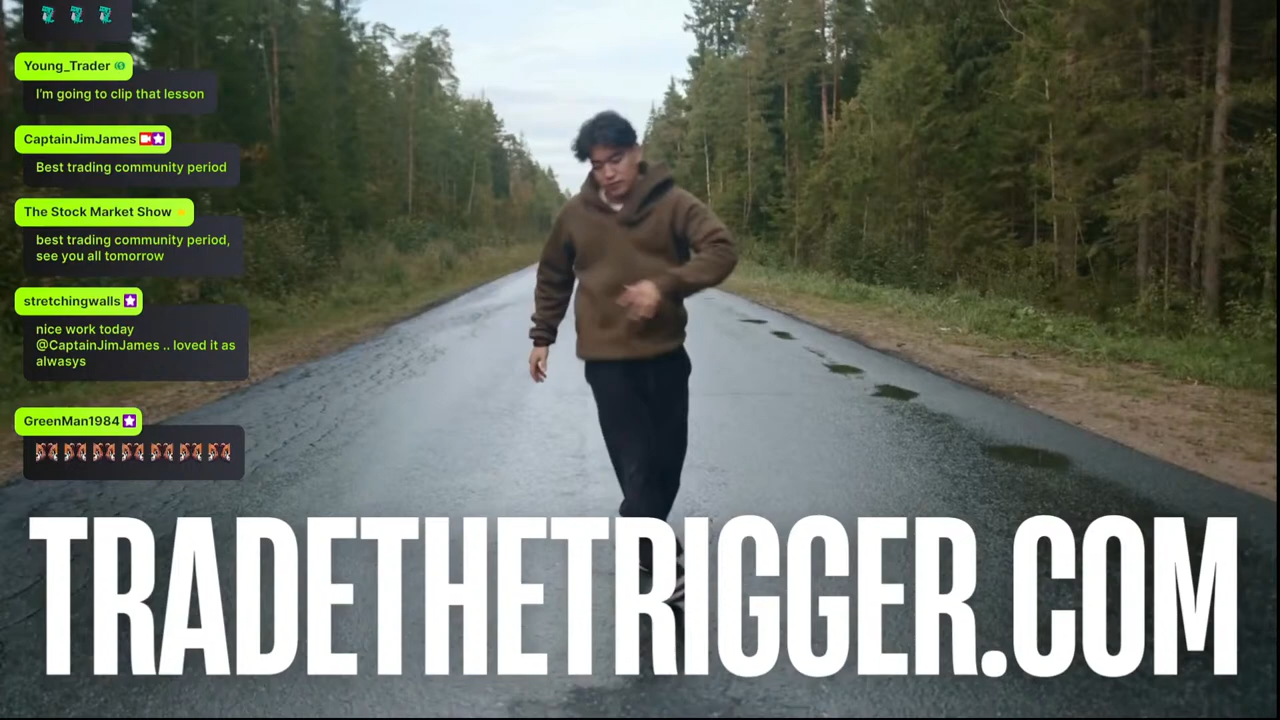 Young_Trader
I'm going to clip that lesson
CaptainJimJames
Best trading community period
The Stock Market Show
best trading community period,
see you all tomorrow
stretchingwalls
nice work today
@CaptainJimJames .. loved it as
alwasys
GreenMan1984
TRADETHETRIGGER.COM